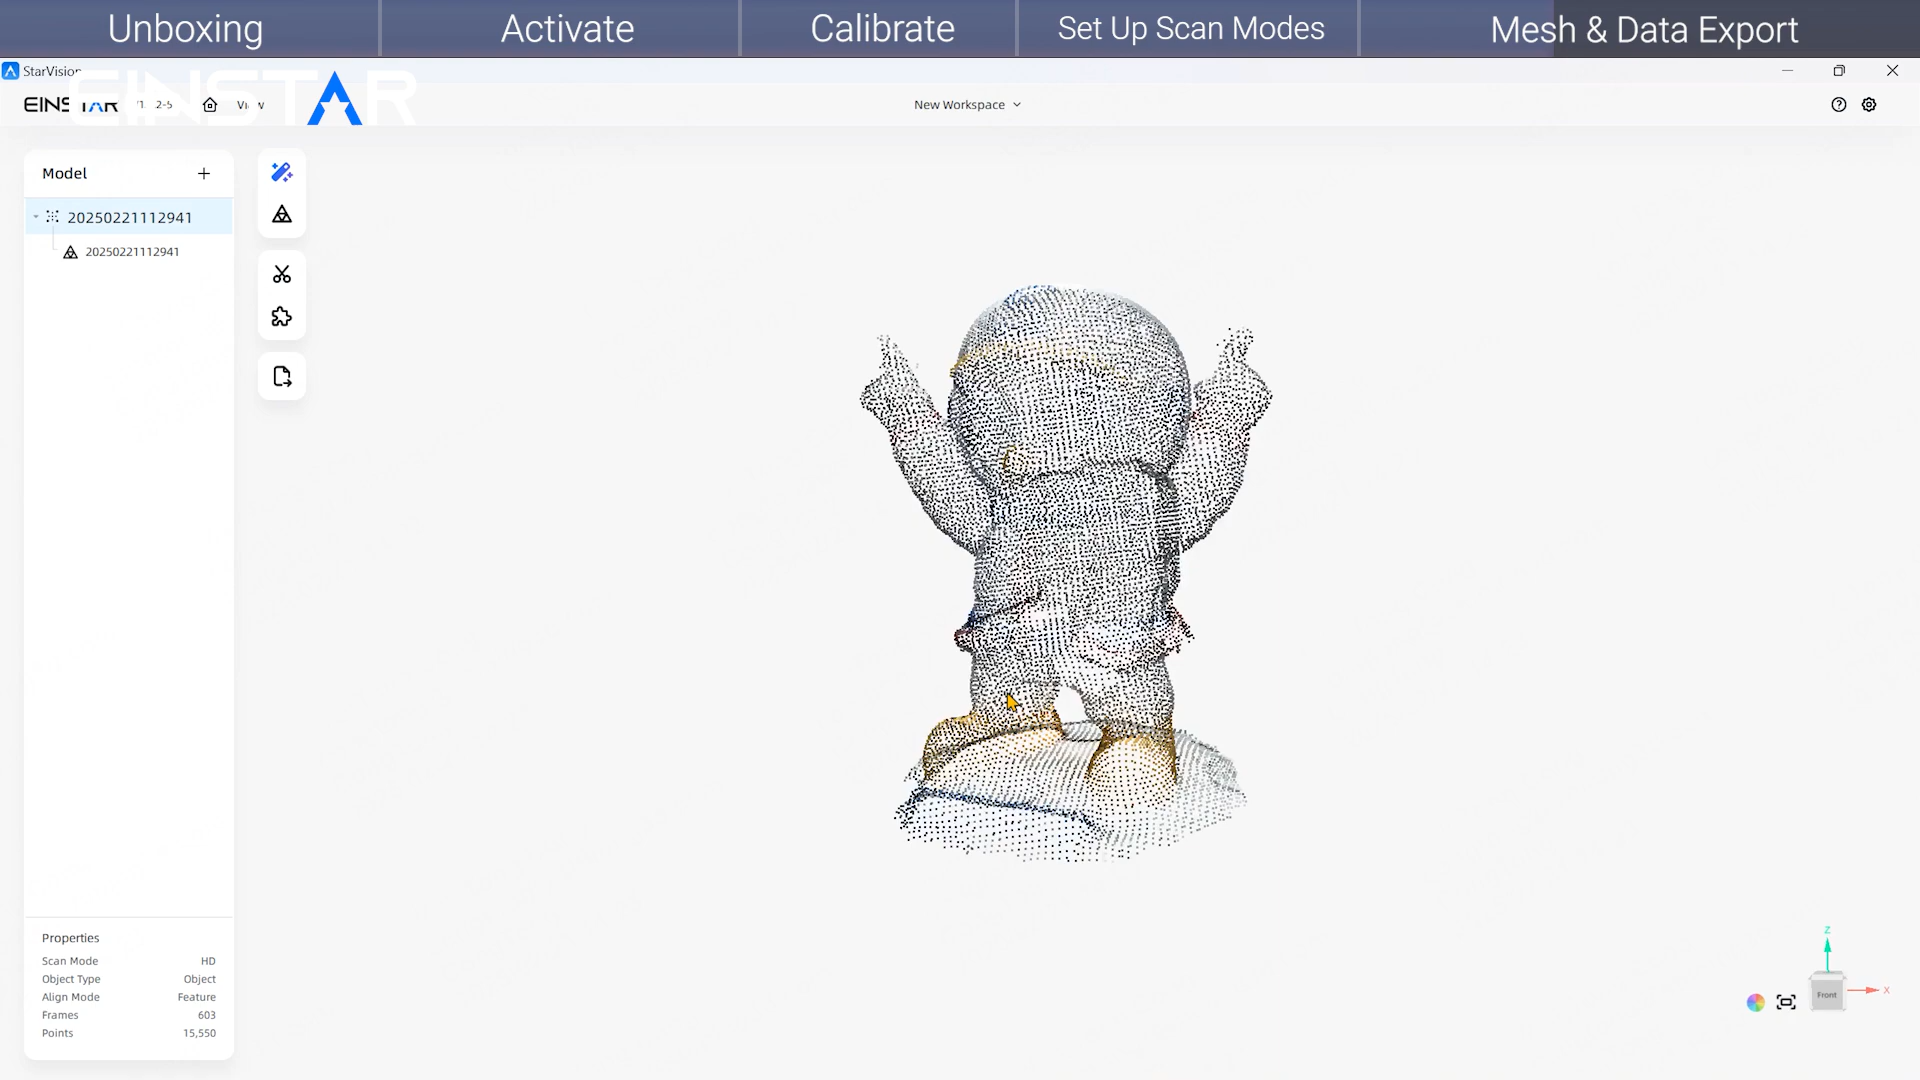 Unboxing
Activate
Calibrate
Set Up Scan Modes
Mesh & Data Export
StarVision
EINSTAR
New Workspace
Model
20250221112941
20250221112941
Properties
Scan Mode HD
Object Type Object
Align Mode Feature
Frames 603
Points 15,550
Z
Front
X